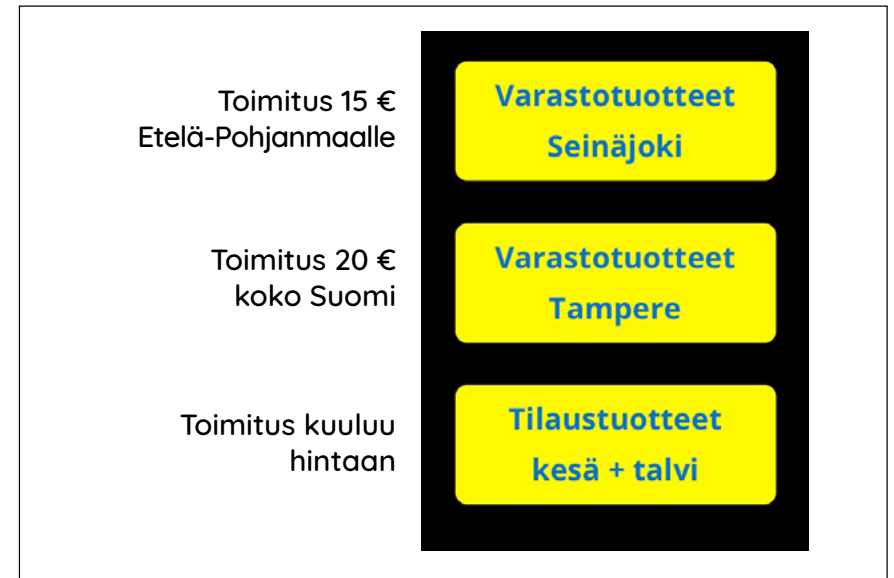 Toimitus 15 €
Etelä-Pohjanmaalle
Varastotuotteet
Seinäjoki
Toimitus 20 €
koko Suomi
Varastotuotteet
Tampere
Toimitus kuuluu
hintaan
Tilaustuotteet
kesä + talvi